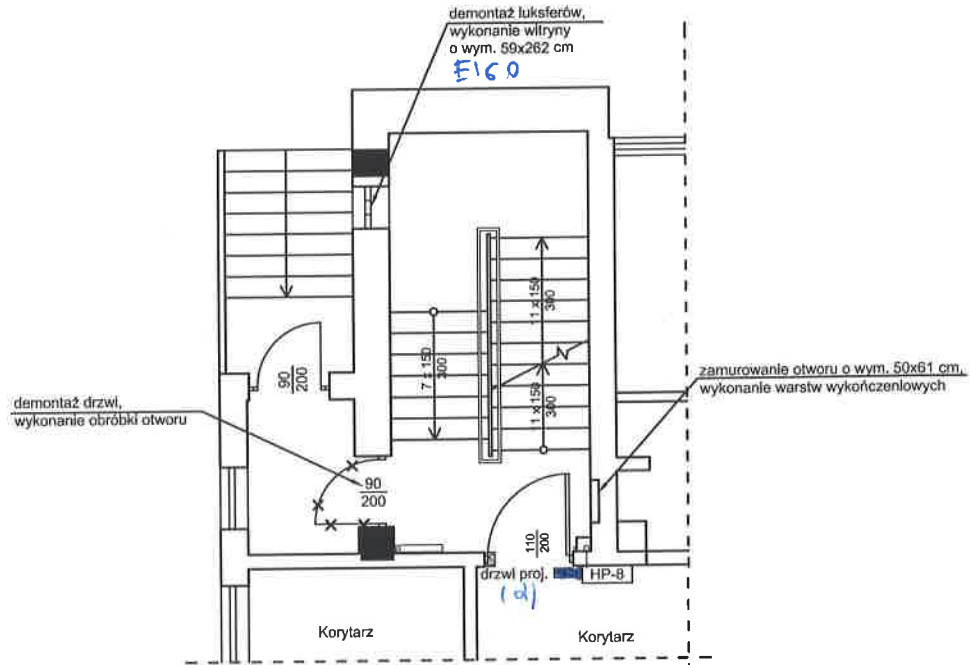 demontaż luksferów,
wykonanie witryny
o wym. 59x262 cm
EI60
11 x 150
300
7 x 150
300
11 x 150
300
90
200
zamurowanie otworu o wym. 50x61 cm,
wykonanie warstw wykończeniowych
demontaż drzwi,
wykonanie obróbki otworu
90
200
110
200
drzwi proj.
HP-8
(d)
Korytarz
Korytarz